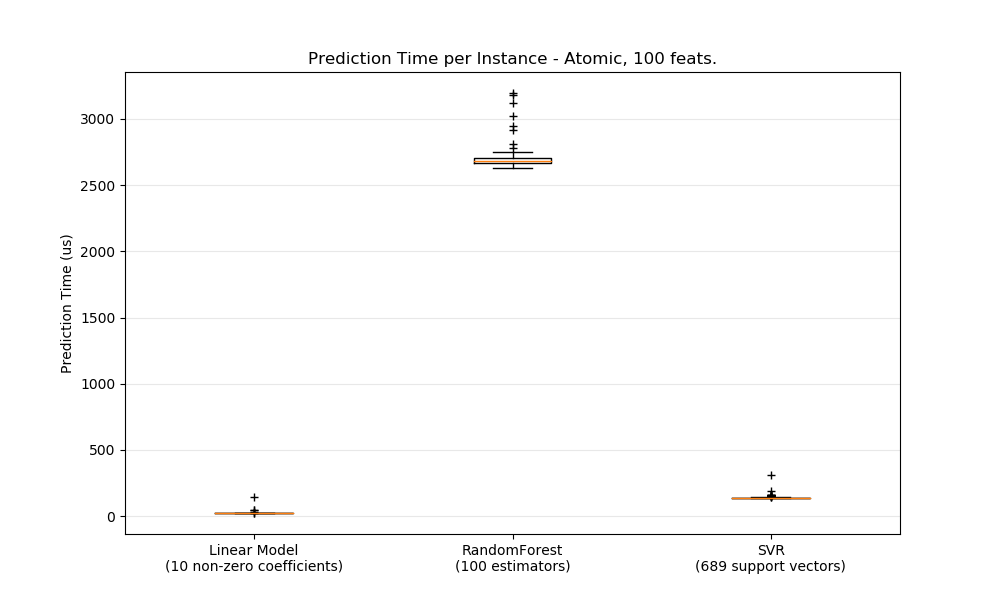 Prediction Time per Instance - Atomic, 100 feats.
Prediction Time (us)
3000
2500
2000
1500
1000
500
0
Linear Model
(10 non-zero coefficients)
RandomForest
(100 estimators)
SVR
(689 support vectors)